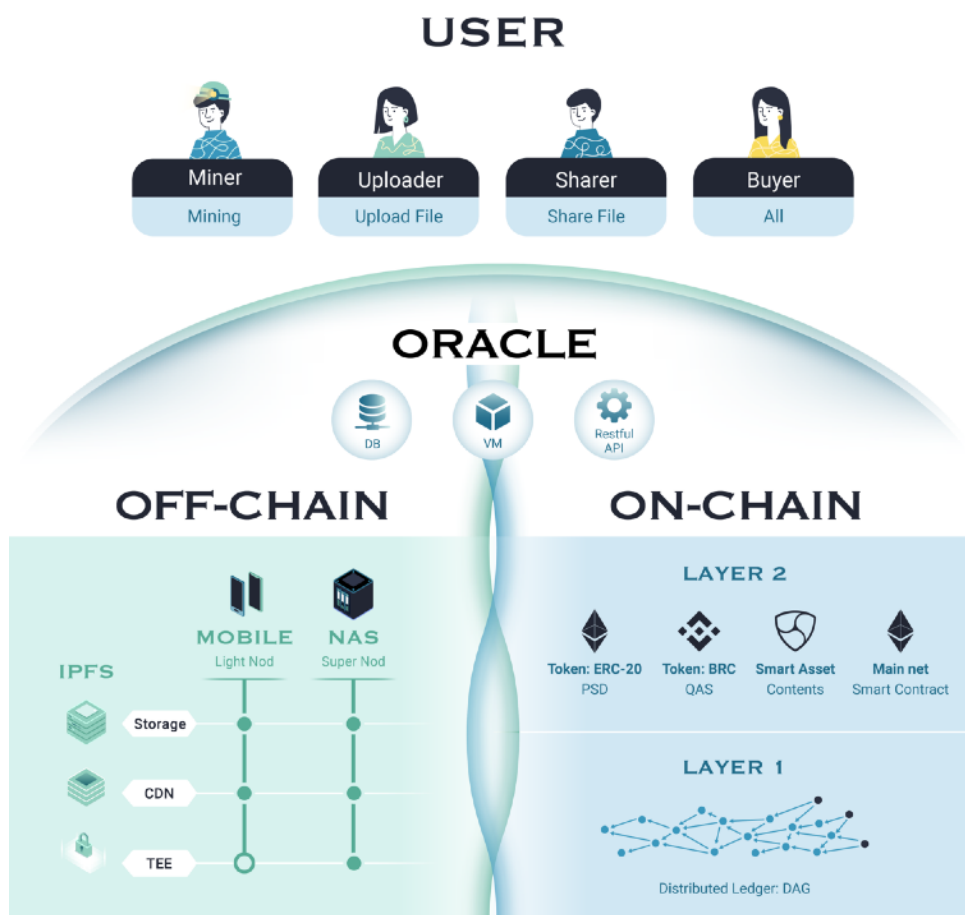 USER
Miner
Mining
Uploader
Upload File
Sharer
Share File
Buyer
All
ORACLE
DB
VM
Restful
API
OFF-CHAIN
MOBILE
Light Nod
NAS
Super Nod
IPFS
Storage
CDN
TEE
ON-CHAIN
LAYER 2
Token: ERC-20
PSD
Token: BRC
QAS
Smart Asset
Contents
Main net
Smart Contract
LAYER 1
Distributed Ledger: DAG